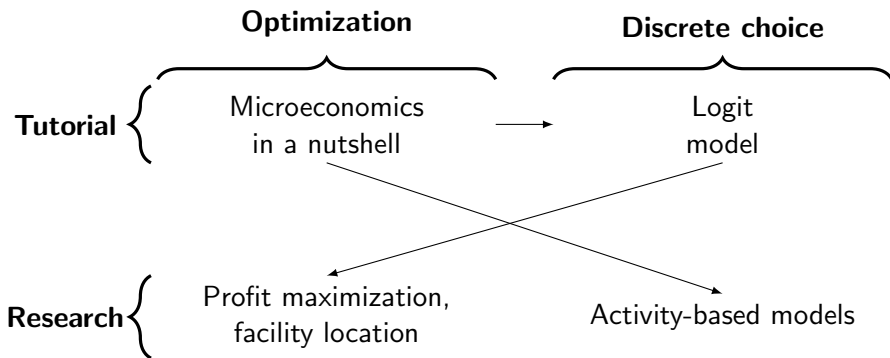 Optimization
Discrete choice
Tutorial
Microeconomics
in a nutshell
Logit
model
Research
Profit maximization,
facility location
Activity-based models